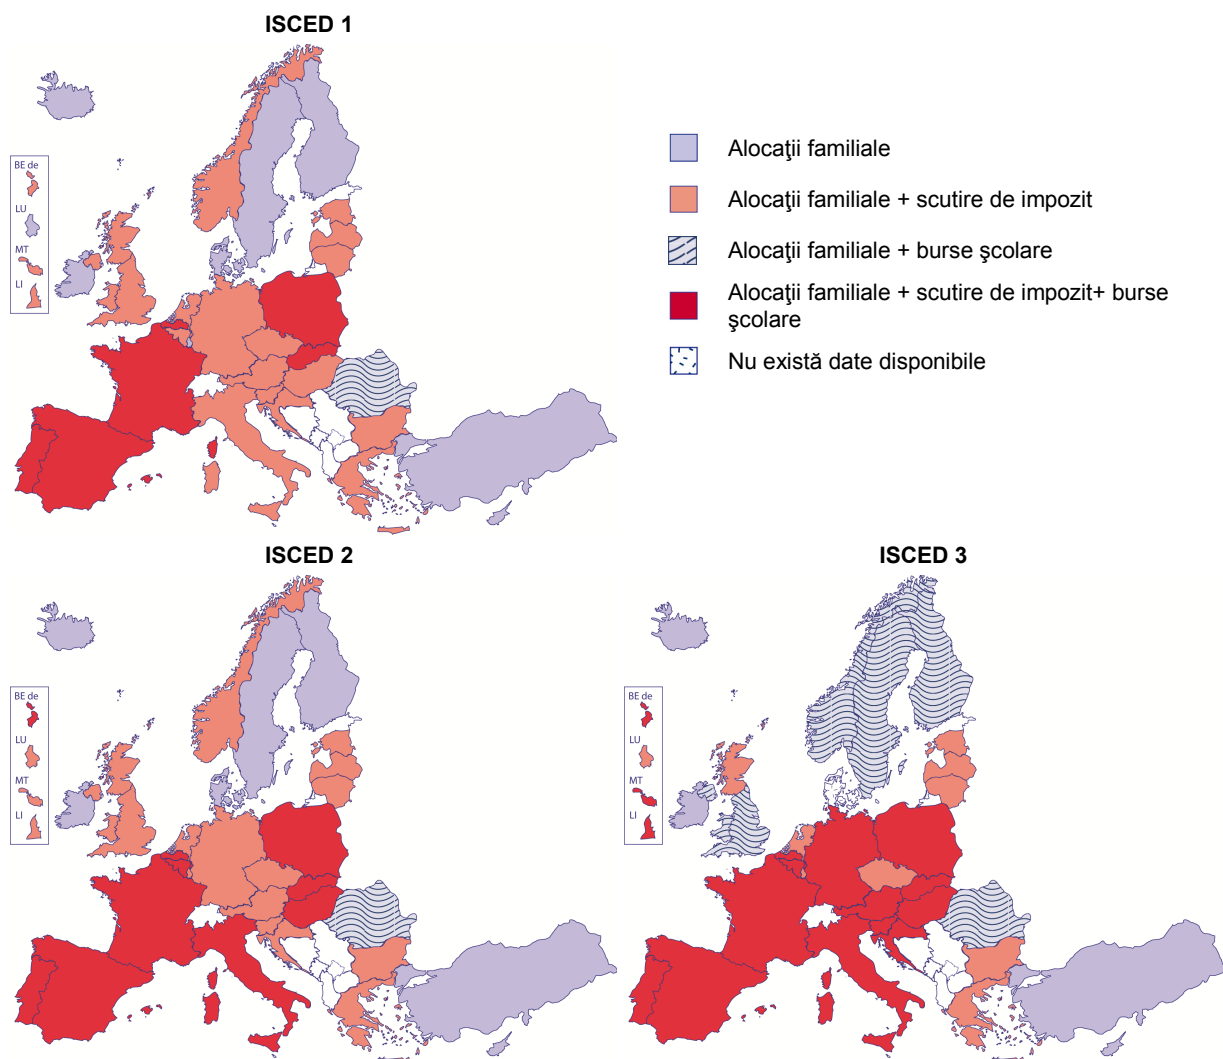 ISCED 1
BE de
LU
MT
LI
Alocaţii familiale
Alocaţii familiale + scutire de impozit
Alocaţii familiale + burse şcolare
Alocaţii familiale + scutire de impozit+ burse
şcolare
Nu există date disponibile
ISCED 2
BE de
LU
MT
LI
ISCED 3
BE de
LU
MT
LI